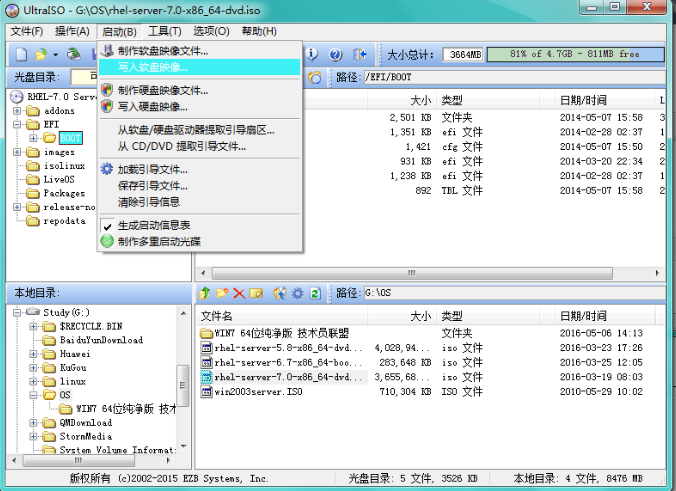 UltraISO - G:\OS\rhel-server-7.0-x86_64-dvd.iso
文件(F) 操作(A) 启动(B) 工具(T) 选项(O) 帮助(H)
大小总计: 3664MB 81% of 4.7GB - 811MB free
光盘目录: 可 路径: /EFI/BOOT
制作软盘映像文件...
写入软盘映像...
制作硬盘映像文件...
写入硬盘映像...
从软盘/硬盘驱动器提取引导扇区...
从 CD/DVD 提取引导文件...
加载引导文件...
保存引导文件...
清除引导信息
生成启动信息表
制作多重启动光碟
RHEL-7.0 Serve
addons
EFI
BOOT
images
isolinux
LiveOS
Packages
release-no
repodata
大小 类型 日期/时间 L
2,501 KB 文件夹 2014-05-07 15:58 3
1,351 KB efi 文件 2014-02-28 02:37 1
1,421 cfg 文件 2014-05-07 15:50 2
931 KB efi 文件 2014-03-20 22:34 2
1,238 KB efi 文件 2014-02-28 02:37 1
892 TBL 文件 2014-05-07 15:58 3
本地目录: 路径: G:\OS
Study(G:)
$RECYCLE.BIN
BaiduYunDownload
Huawei
KuGou
linux
OS
WIN7 64位纯净版 技术
QMDownload
StormMedia
System Volume Informat:
文件名 大小 类型 日期/时间
WIN7 64位纯净版 技术员联盟 文件夹 2016-05-06 14:13
rhel-server-5.8-x86_64-dvd... 4,028,94... iso 文件 2016-03-23 17:26
rhel-server-6.7-x86_64-boo... 283,648 KB iso 文件 2016-03-25 12:05
rhel-server-7.0-x86_64-dvd... 3,655,68... iso 文件 2016-03-19 08:03
win2003server.ISO 710,304 KB ISO 文件 2010-05-29 10:02
版权所有 (c)2002-2015 EZB Systems, Inc. 光盘目录: 5 文件, 3526 KB 本地目录: 4 文件, 8476 MB